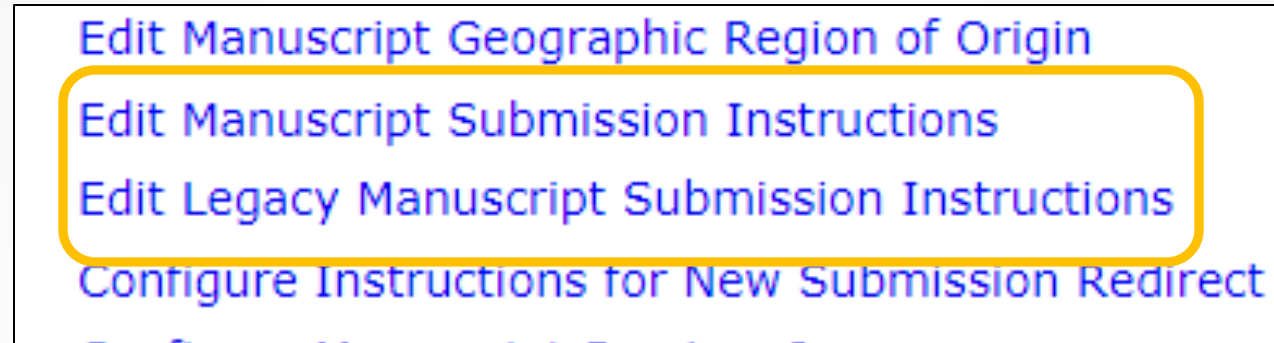 Edit Manuscript Geographic Region of Origin
Edit Manuscript Submission Instructions
Edit Legacy Manuscript Submission Instructions
Configure Instructions for New Submission Redirect